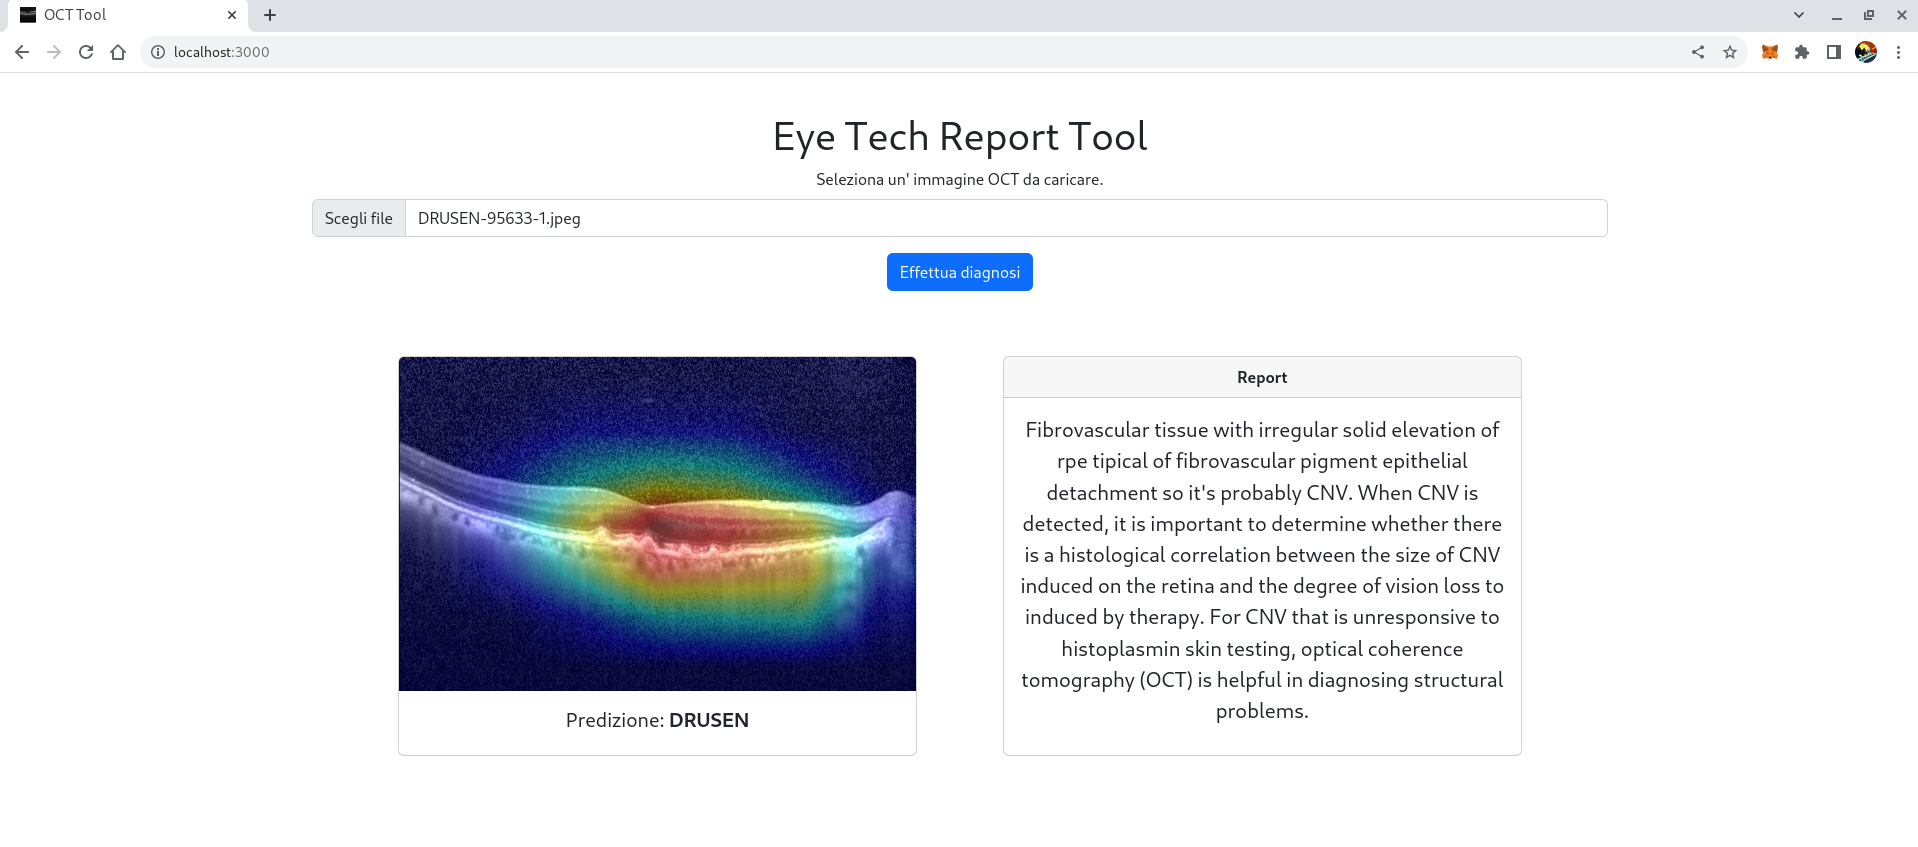 OCT Tool
localhost:3000
Eye Tech Report Tool
Seleziona un' immagine OCT da caricare.
Scegli file DRUSEN-95633-1.jpeg
Effettua diagnosi
Predizione: DRUSEN
Report
Fibrovascular tissue with irregular solid elevation of
rpe tipical of fibrovascular pigment epithelial
detachment so it's probably CNV. When CNV is
detected, it is important to determine whether there
is a histological correlation between the size of CNV
induced on the retina and the degree of vision loss to
induced by therapy. For CNV that is unresponsive to
histoplasmin skin testing, optical coherence
tomography (OCT) is helpful in diagnosing structural
problems.